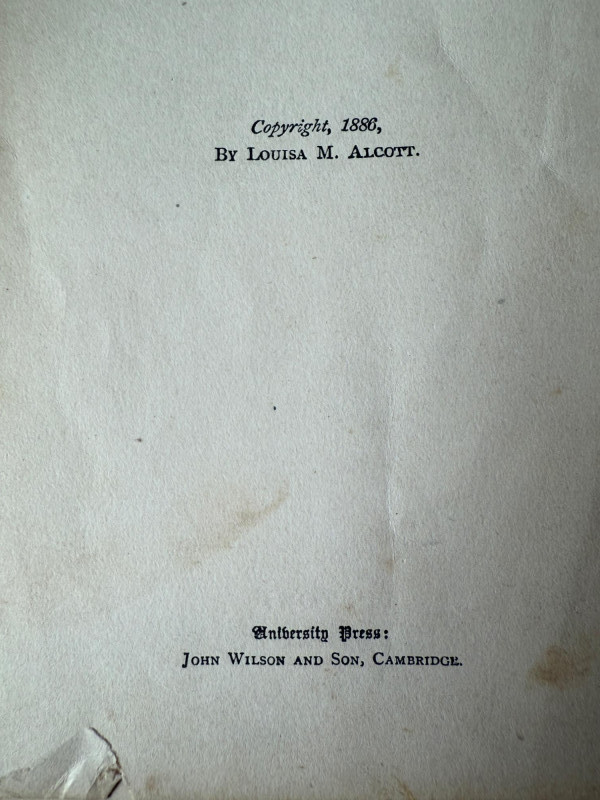 Copyright, 1886,
By Louisa M. Alcott.
University Press:
John Wilson and Son, Cambridge.